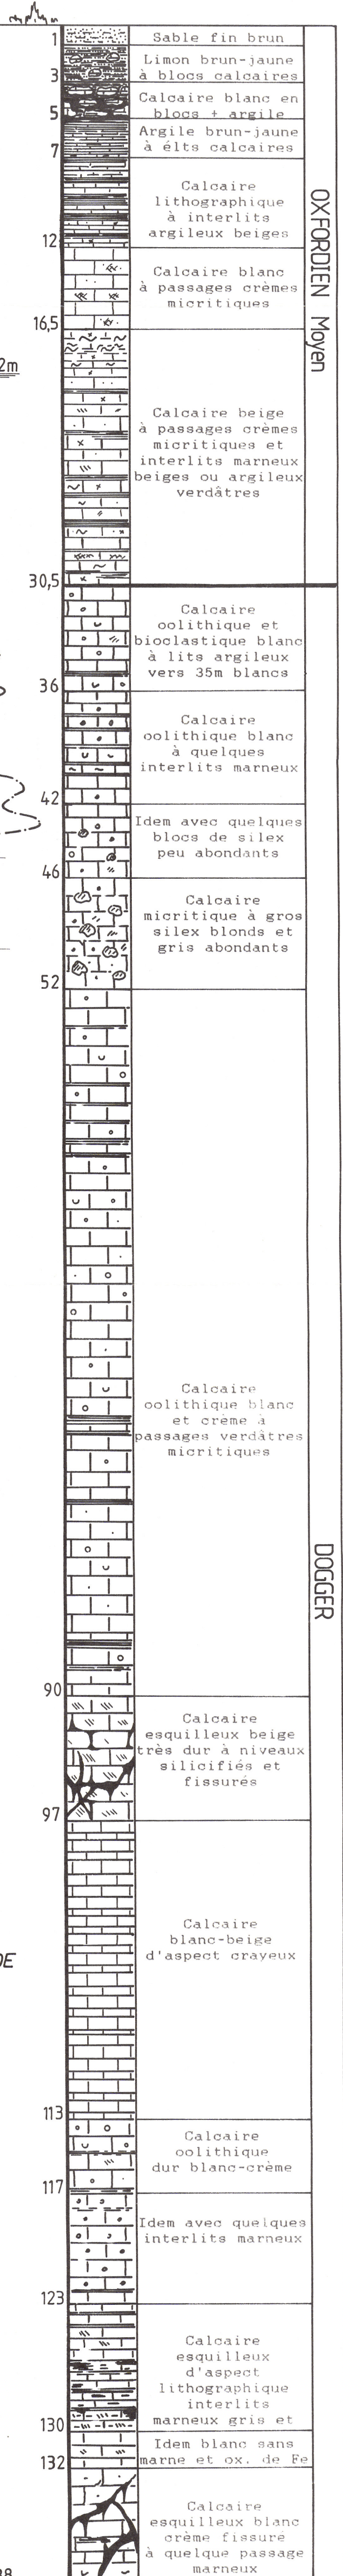 1
Sable fin brun
Limon brun-jaune
à blocs calcaires
3
Calcaire blanc en
blocs + argile
5
Argile brun-jaune
à élts calcaires
7
Calcaire
lithographique
à interlits
argileux beiges
12
Calcaire blanc
à passages crèmes
micritiques
16,5
OXFORDIEN Moyen
2m
Calcaire beige
à passages crèmes
micritiques et
interlits marneux
beiges ou argileux
verdâtres
30,5
Calcaire
oolithique et
bioclastique blanc
à lits argileux
vers 35m blancs
36
Calcaire
oolithique blanc
à quelques
interlits marneux
42
Idem avec quelques
blocs de silex
peu abondants
46
Calcaire
micritique à gros
silex blonds et
gris abondants
52
Calcaire
oolithique blanc
et crème à
passages verdâtres
micritiques
DOGGER
90
Calcaire
esquilleux beige
très dur à niveaux
silicifiés et
fissurés
97
Calcaire
blanc-beige
d'aspect crayeux
DE
113
Calcaire
oolithique
dur blanc-crème
117
Idem avec quelques
interlits marneux
123
Calcaire
esquilleux
d'aspect
lithographique
interlits
marneux gris et
130
Idem blanc sans
marne et ox. de Fe
132
Calcaire
esquilleux blanc
crème fissuré
à quelque passage
marneux